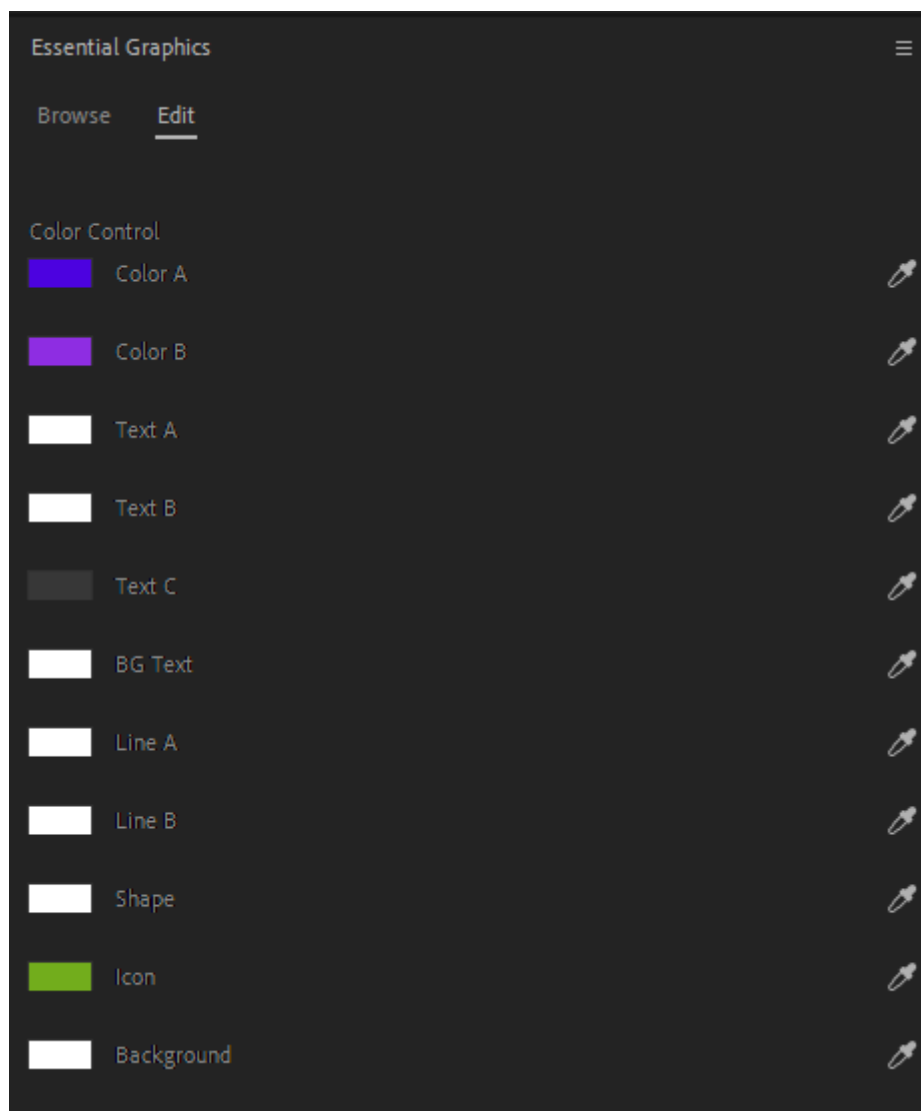 Essential Graphics
Browse Edit
Color Control
Color A
Color B
Text A
Text B
Text C
BG Text
Line A
Line B
Shape
Icon
Background